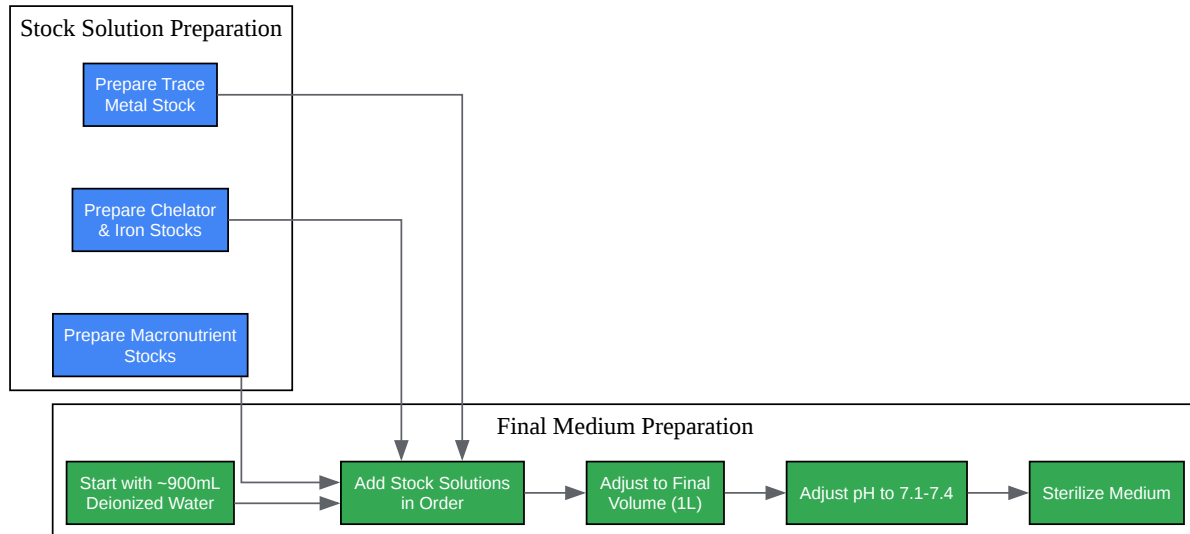 Stock Solution Preparation
Prepare Trace
Metal Stock
Prepare Chelator
& Iron Stocks
Prepare Macronutrient
Stocks
Final Medium Preparation
Start with ~900mL
Deionized Water
Add Stock Solutions
in Order
Adjust to Final
Volume (1L)
Adjust pH to 7.1-7.4
Sterilize Medium